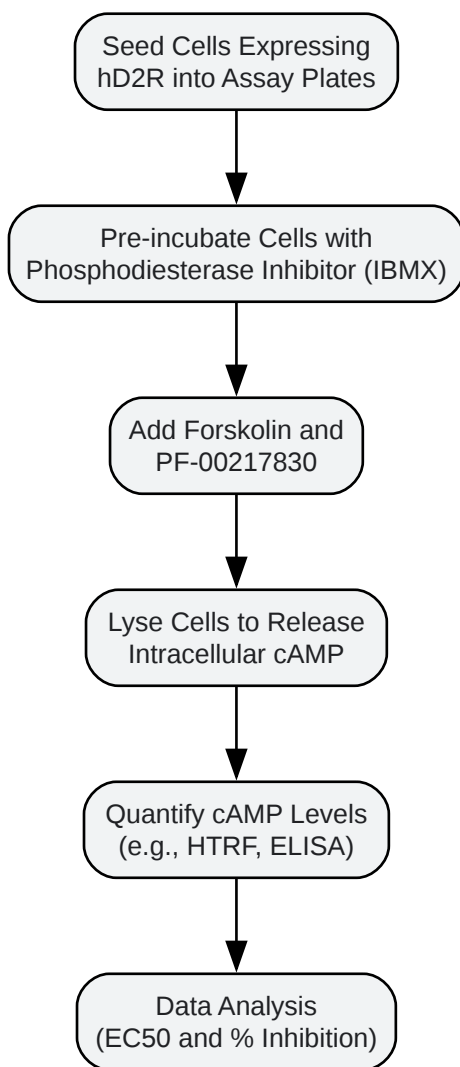 Seed Cells Expressing
hD2R into Assay Plates
Pre-incubate Cells with
Phosphodiesterase Inhibitor (IBMX)
Add Forskolin and
PF-00217830
Lyse Cells to Release
Intracellular cAMP
Quantify cAMP Levels
(e.g., HTRF, ELISA)
Data Analysis
(EC50 and % Inhibition)